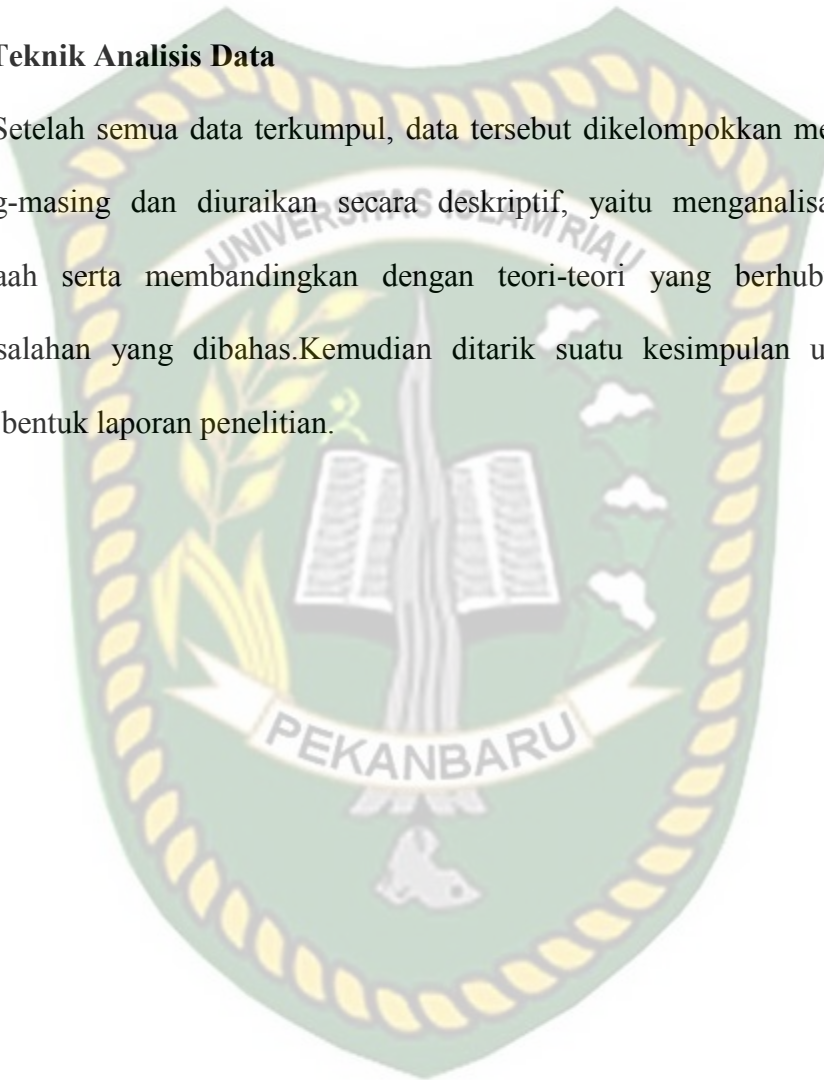 Teknik Analisis Data
Setelah semua data terkumpul, data tersebut dikelompokkan me
g-masing dan diuraikan secara deskriptif, yaitu menganalisa
UNIVERSITAS ISLAM RIAU
aah serta membandingkan dengan teori-teori yang berhub
salahan yang dibahas.Kemudian ditarik suatu kesimpulan u
bentuk laporan penelitian.
PEKANBARU